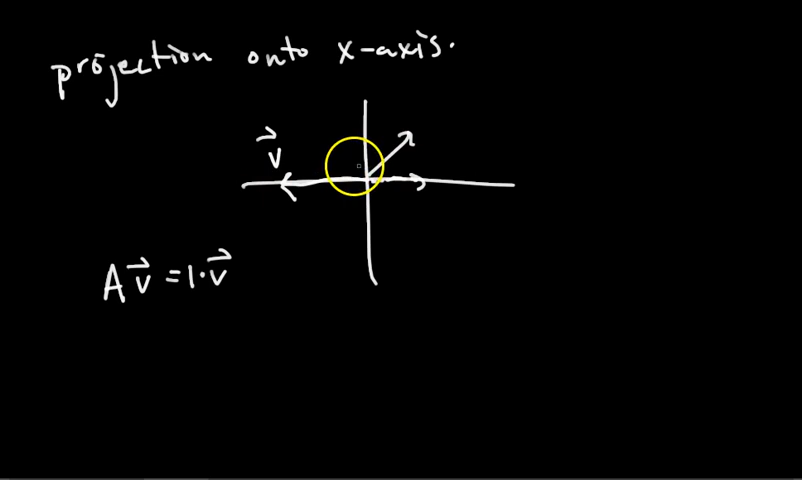 projection onto x-axis.
v⃗
Av⃗ = 1·v⃗